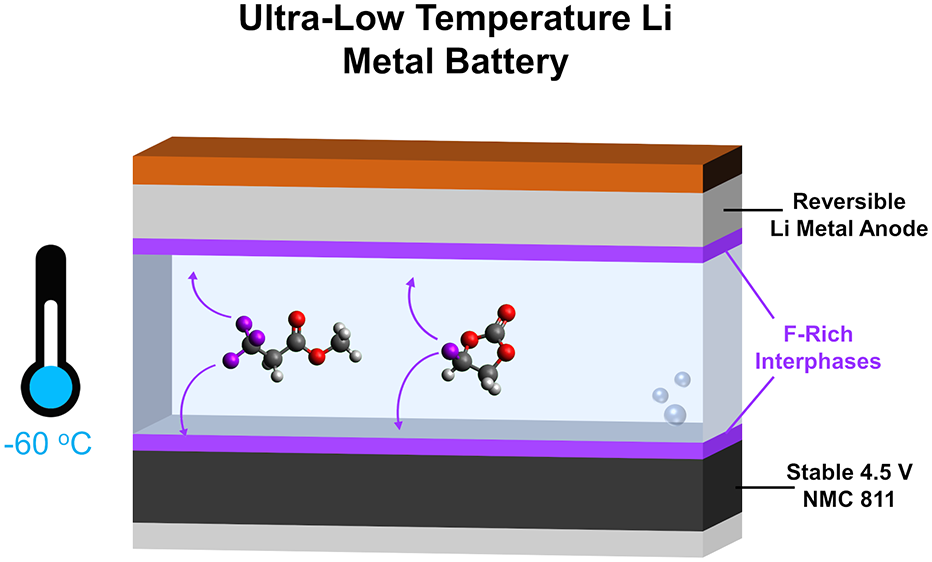 Ultra-Low Temperature Li
Metal Battery
Reversible
Li Metal Anode
F-Rich
Interphases
-60 °C
Stable 4.5 V
NMC 811